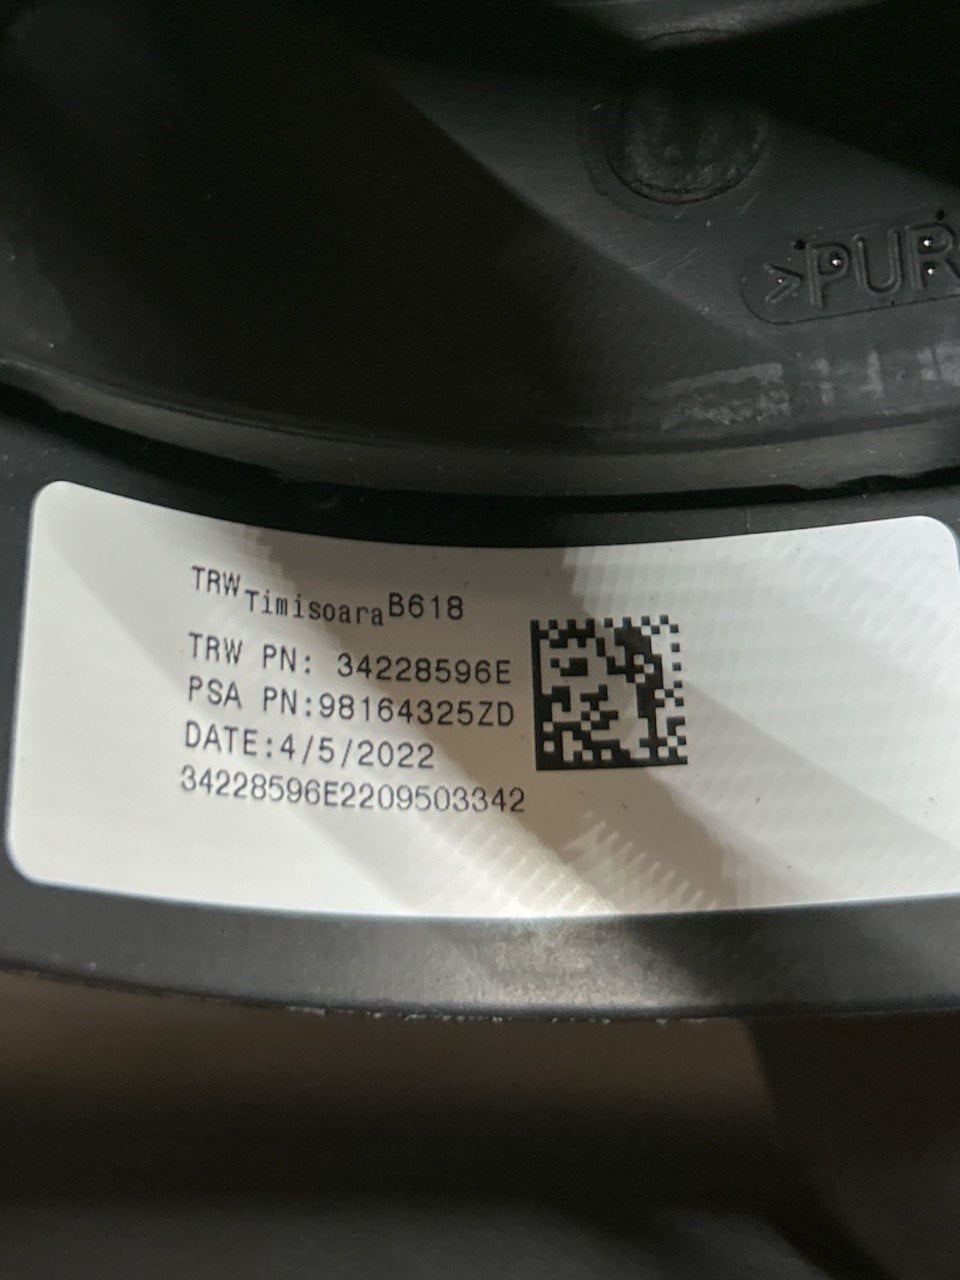 >PUR
TRW Timisoara B618
TRW PN: 34228596E
PSA PN:98164325ZD
DATE:4/5/2022
34228596E2209503342